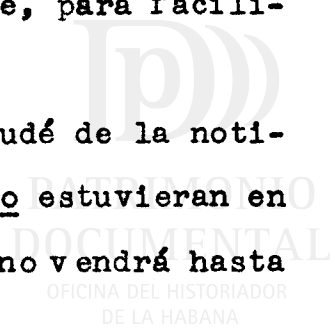 e, para facili-
udé de la noti-
o estuvieran en
no vendrá hasta
PATRIMONIO
DOCUMENTAL
OFICINA DEL HISTORIADOR
DE LA HABANA